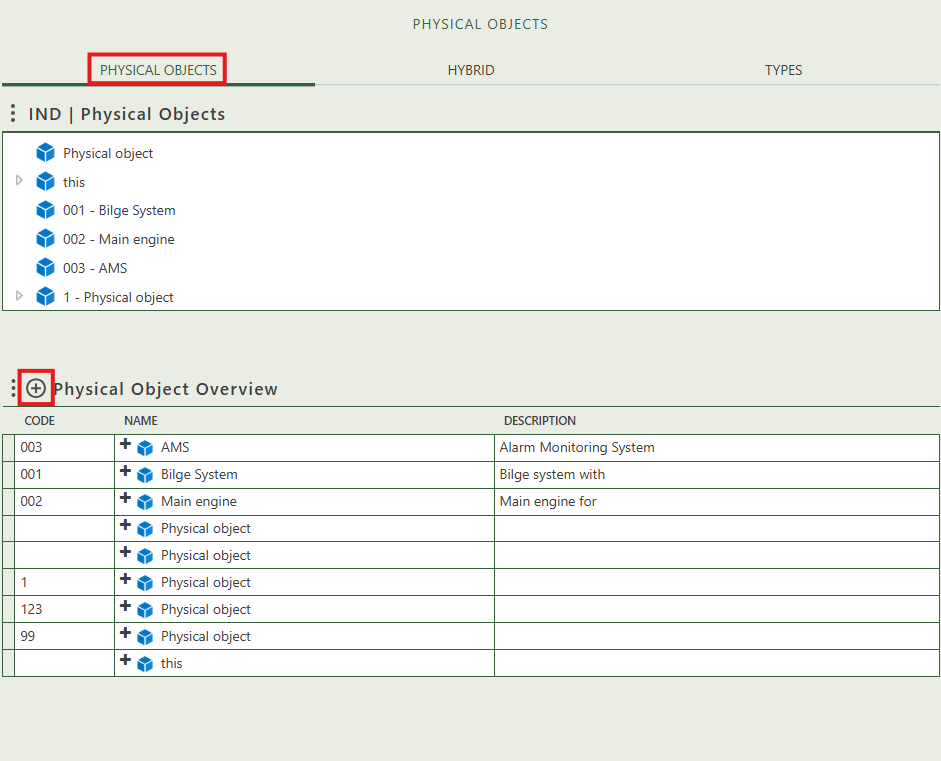 PHYSICAL OBJECTS
PHYSICAL OBJECTS HYBRID TYPES
IND | Physical Objects
Physical object
this
001 - Bilge System
002 - Main engine
003 - AMS
1 - Physical object
Physical Object Overview
CODE NAME DESCRIPTION
003 AMS Alarm Monitoring System
001 Bilge System Bilge system with
002 Main engine Main engine for
Physical object
Physical object
1 Physical object
123 Physical object
99 Physical object
this